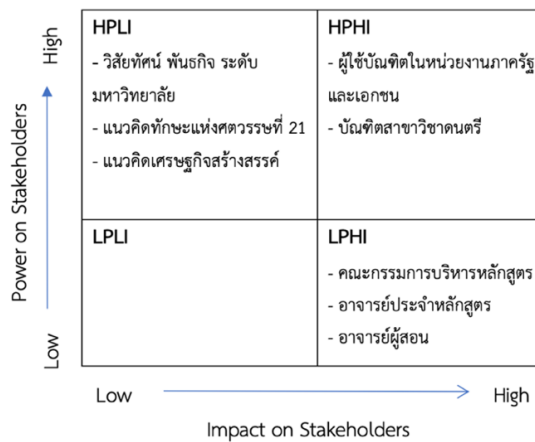 Power on Stakeholders
High
Low
HPLI
- วิสัยทัศน์ พันธกิจ ระดับ
มหาวิทยาลัย
- แนวคิดทักษะแห่งศตวรรษที่ 21
- แนวคิดเศรษฐกิจสร้างสรรค์
HPHI
- ผู้ใช้บัณฑิตในหน่วยงานภาครัฐ
และเอกชน
- บัณฑิตสาขาวิชาดนตรี
LPLI
LPHI
- คณะกรรมการบริหารหลักสูตร
- อาจารย์ประจำหลักสูตร
- อาจารย์ผู้สอน
Low
High
Impact on Stakeholders